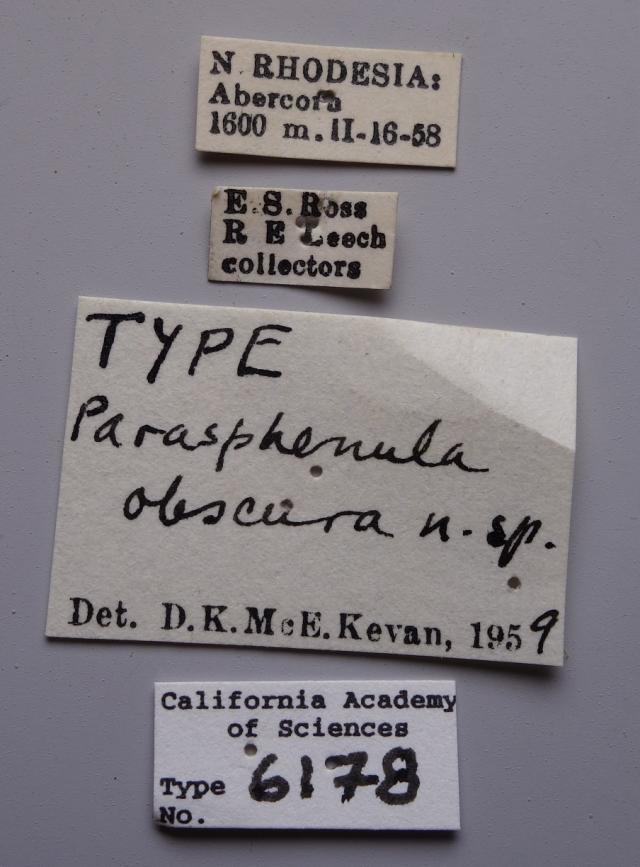 N. RHODESIA:
Abercorn
1600 m. II-16-58
E.S. Ross
R E Leech
collectors
TYPE
Parasphenula
obscura n. sp.
Det. D.K.McE.Kevan, 1959
California Academy
of Sciences
Type 6178
No.